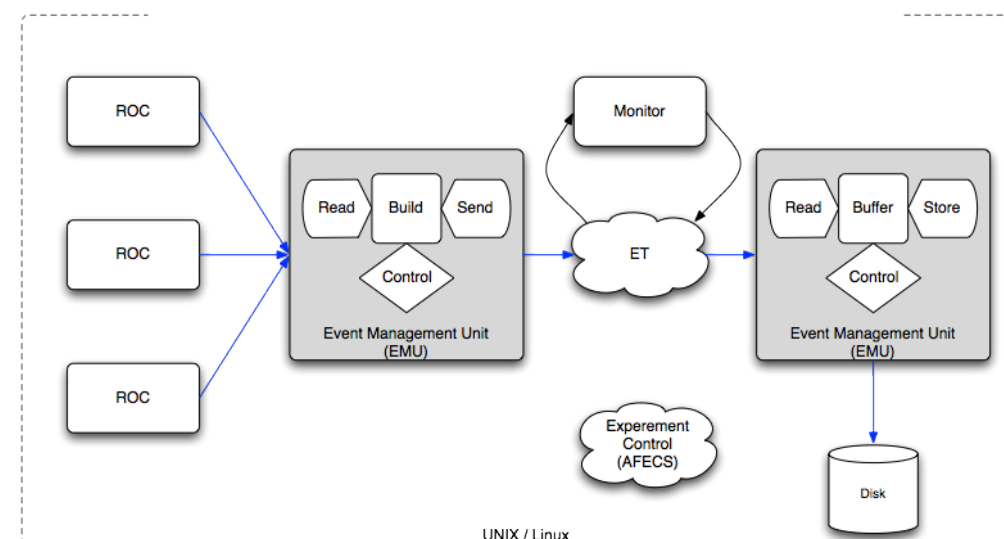 ROC
Monitor
Read
Build
Send
Read
Buffer
Store
ROC
ET
Control
Control
Event Management Unit
(EMU)
Event Management Unit
(EMU)
ROC
Experement
Control
(AFECS)
Disk
UNIX / Linux